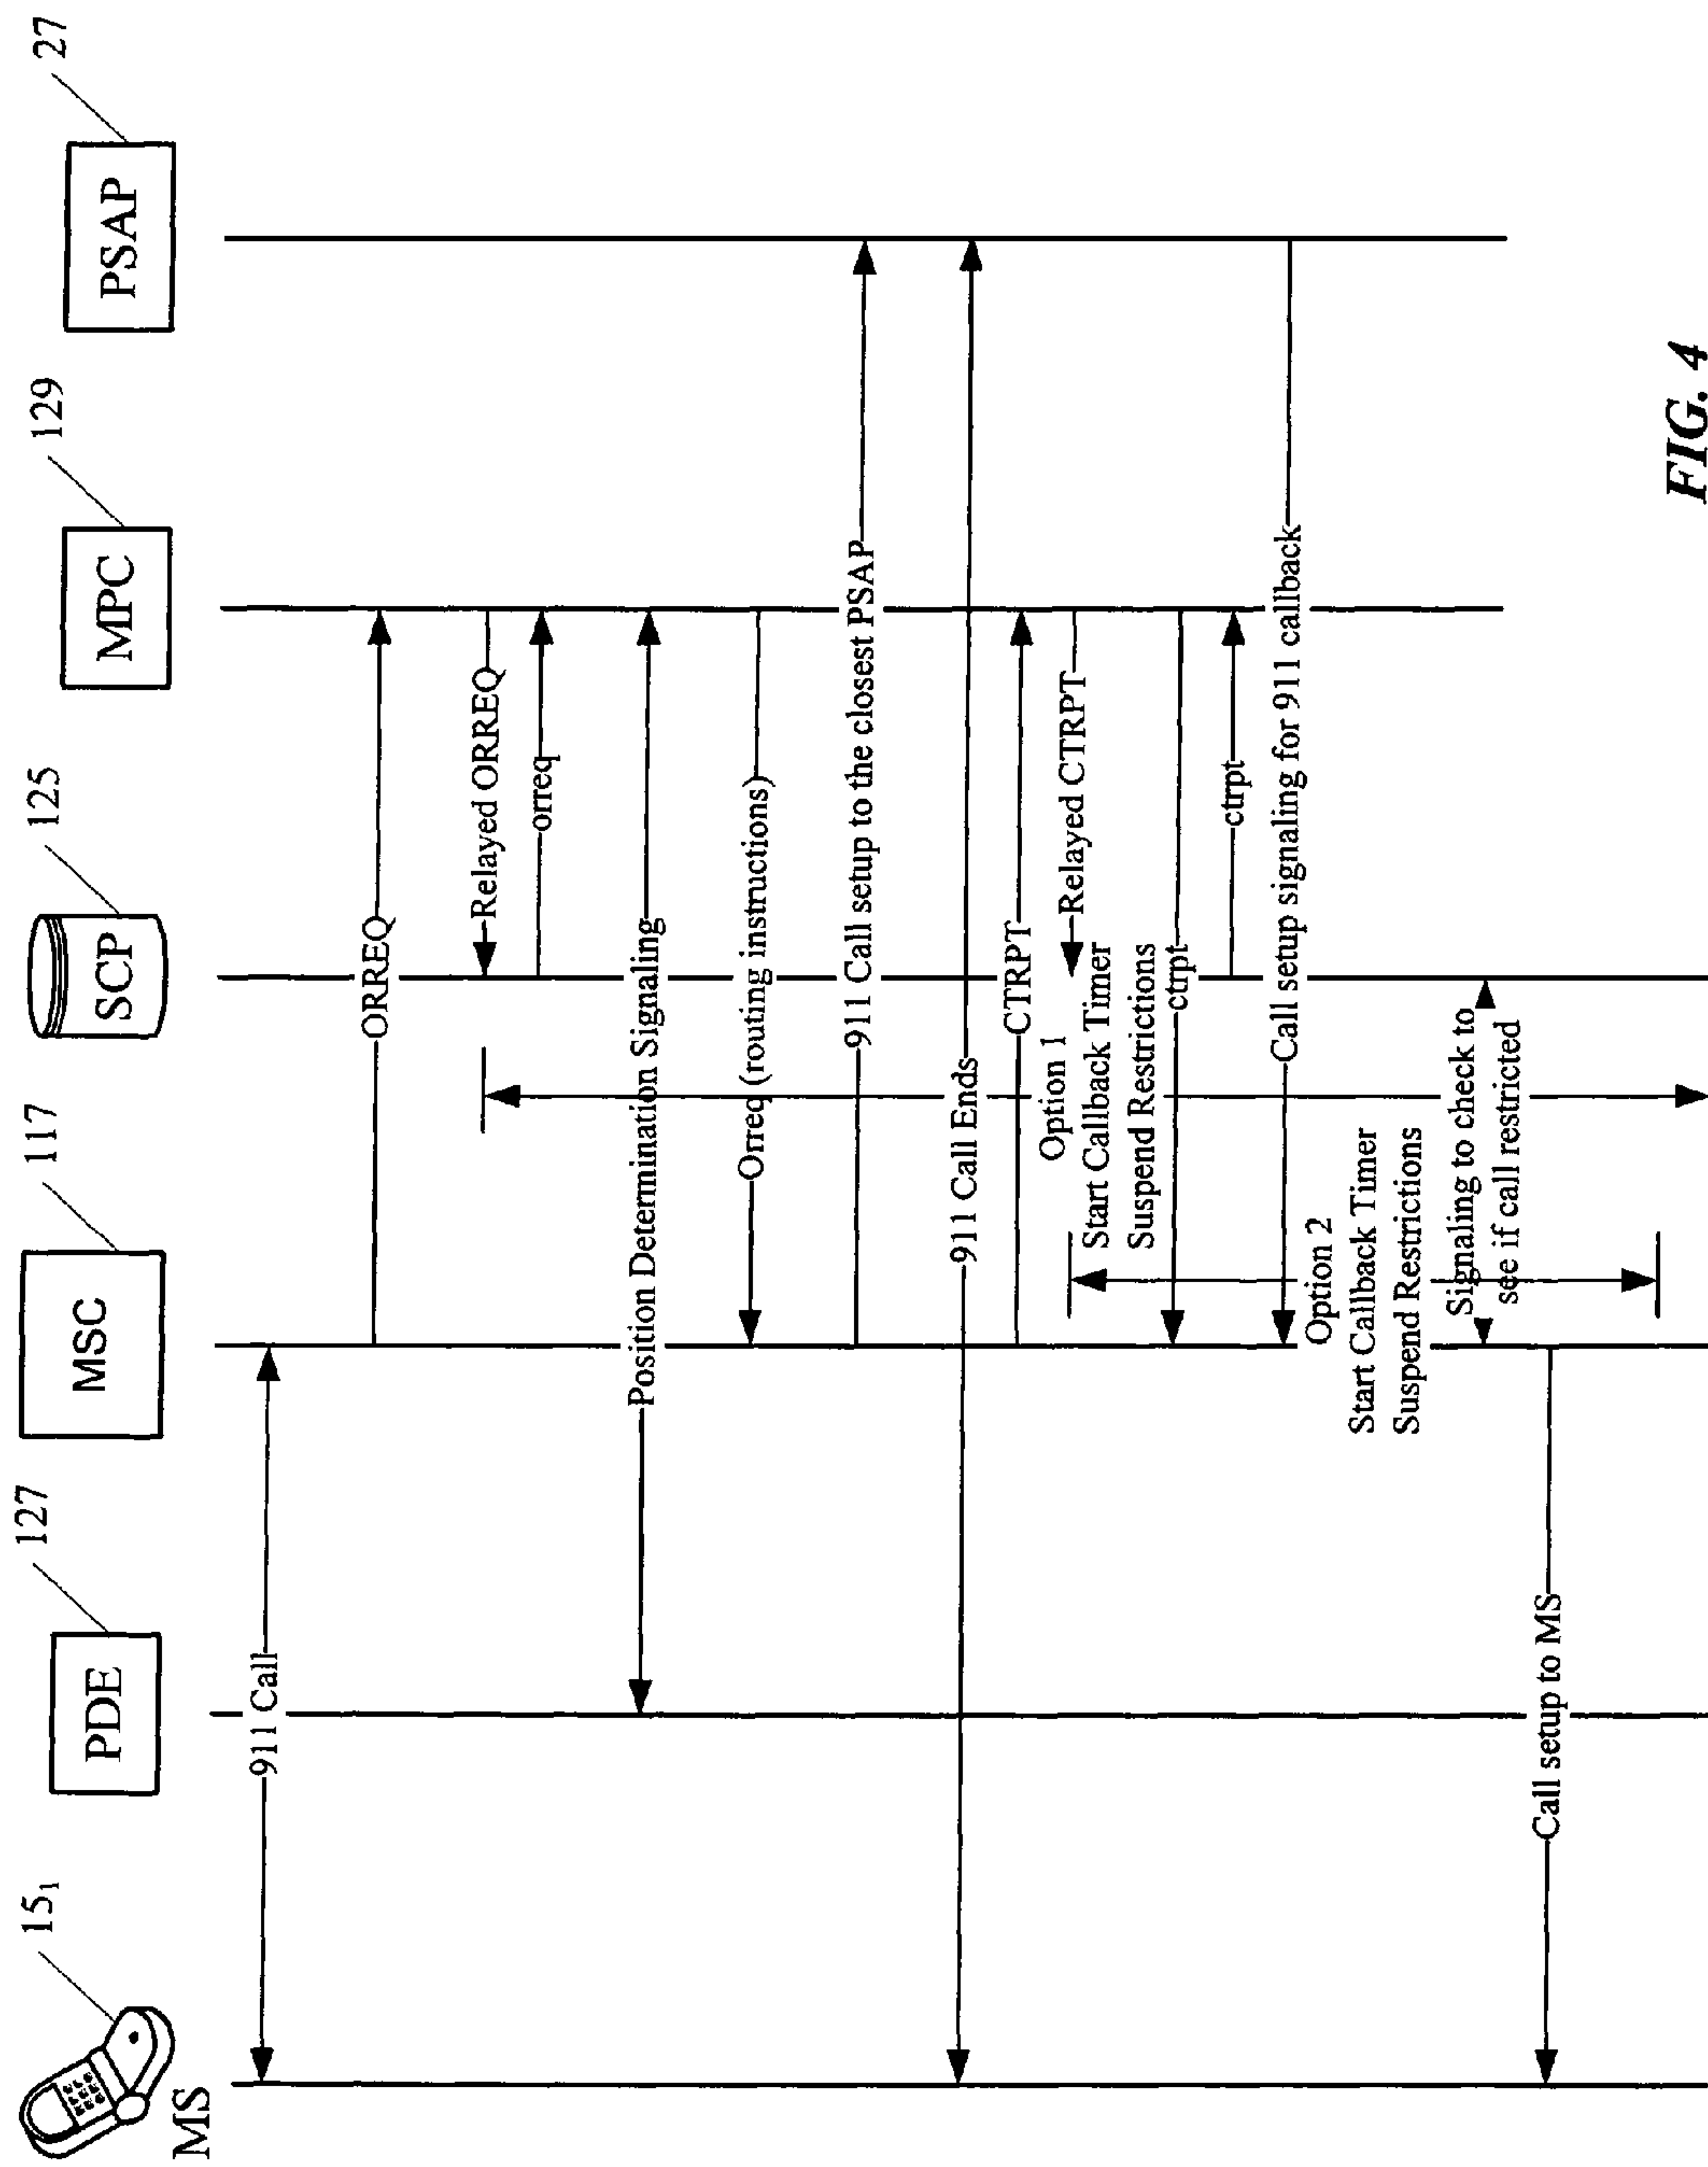 15₁
MS
127
PDE
117
MSC
125
SCP
129
MPC
27
PSAP
911 Call
ORREQ
Relayed ORREQ
orreq
Position Determination Signaling
Orreq (routing instructions)
911 Call setup to the closest PSAP
911 Call Ends
CTRPT
Relayed CTRPT
Option 1
Start Callback Timer
Suspend Restrictions
ctrpt
ctrpt
Call setup signaling for 911 callback
Option 2
Start Callback Timer
Suspend Restrictions
Signaling to check to
see if call restricted
Call setup to MS
FIG. 4